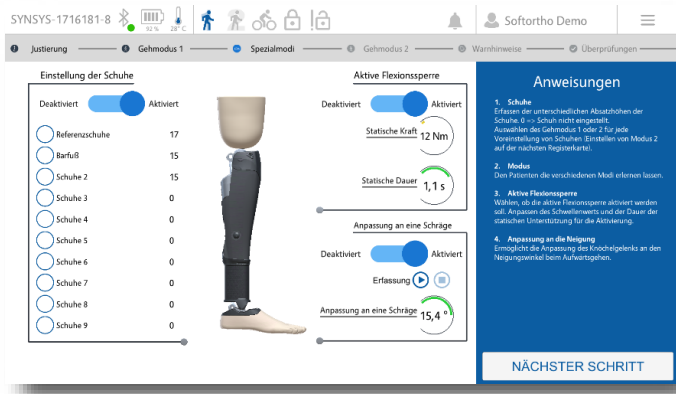 SYNSYS-1716181-8
92 %
28° C
Softortho Demo
Justierung
Gehmodus 1
Spezialmodi
Gehmodus 2
Warnhinweise
Überprüfungen
Einstellung der Schuhe
Deaktiviert
Aktiviert
Referenzschuhe 17
Barfuß 15
Schuhe 2 15
Schuhe 3 0
Schuhe 4 0
Schuhe 5 0
Schuhe 6 0
Schuhe 7 0
Schuhe 8 0
Schuhe 9 0
Aktive Flexionssperre
Deaktiviert
Aktiviert
Statische Kraft
12 Nm
Statische Dauer
1,1 s
Anpassung an eine Schräge
Deaktiviert
Aktiviert
Erfassung
Anpassung an eine Schräge
15,4 °
Anweisungen
1. Schuhe
Erfassen der unterschiedlichen Absatzhöhen der
Schuhe. 0 => Schuh nicht eingestellt.
Auswählen des Gehmodus 1 oder 2 für jede
Voreinstellung von Schuhen (Einstellen von Modus 2
auf der nächsten Registerkarte).
2. Modus
Den Patienten die verschiedenen Modi erlernen lassen.
3. Aktive Flexionssperre
Wählen, ob die aktive Flexionssperre aktiviert werden
soll. Anpassen des Schwellenwerts und der Dauer der
statischen Unterstützung für die Aktivierung.
4. Anpassung an die Neigung
Ermöglicht die Anpassung des Knöchelgelenks an den
Neigungswinkel beim Aufwärtsgehen.
NÄCHSTER SCHRITT